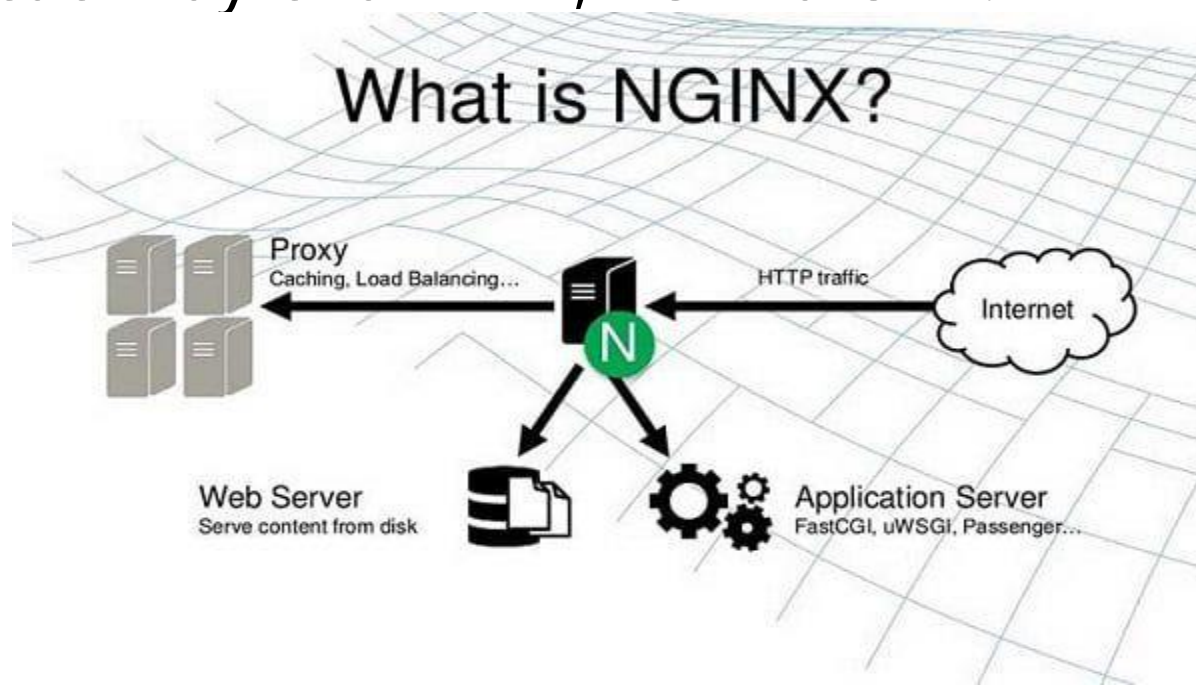 What is NGINX?
Proxy
Caching, Load Balancing...
HTTP traffic
Internet
N
Web Server
Serve content from disk
Application Server
FastCGI, uWSGI, Passenger...